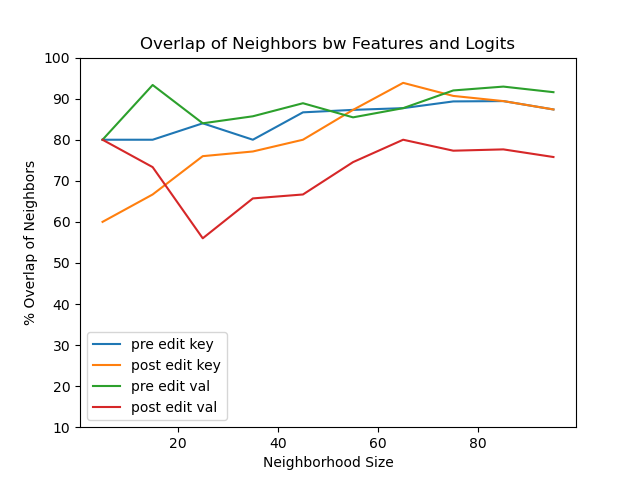 Overlap of Neighbors bw Features and Logits
% Overlap of Neighbors
100
90
80
70
60
50
40
30
20
10
pre edit key
post edit key
pre edit val
post edit val
20 40 60 80
Neighborhood Size